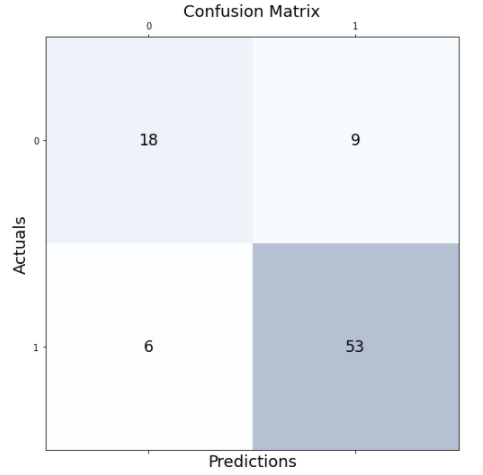 Confusion Matrix
0 1
0 18 9
Actuals
1 6 53
Predictions